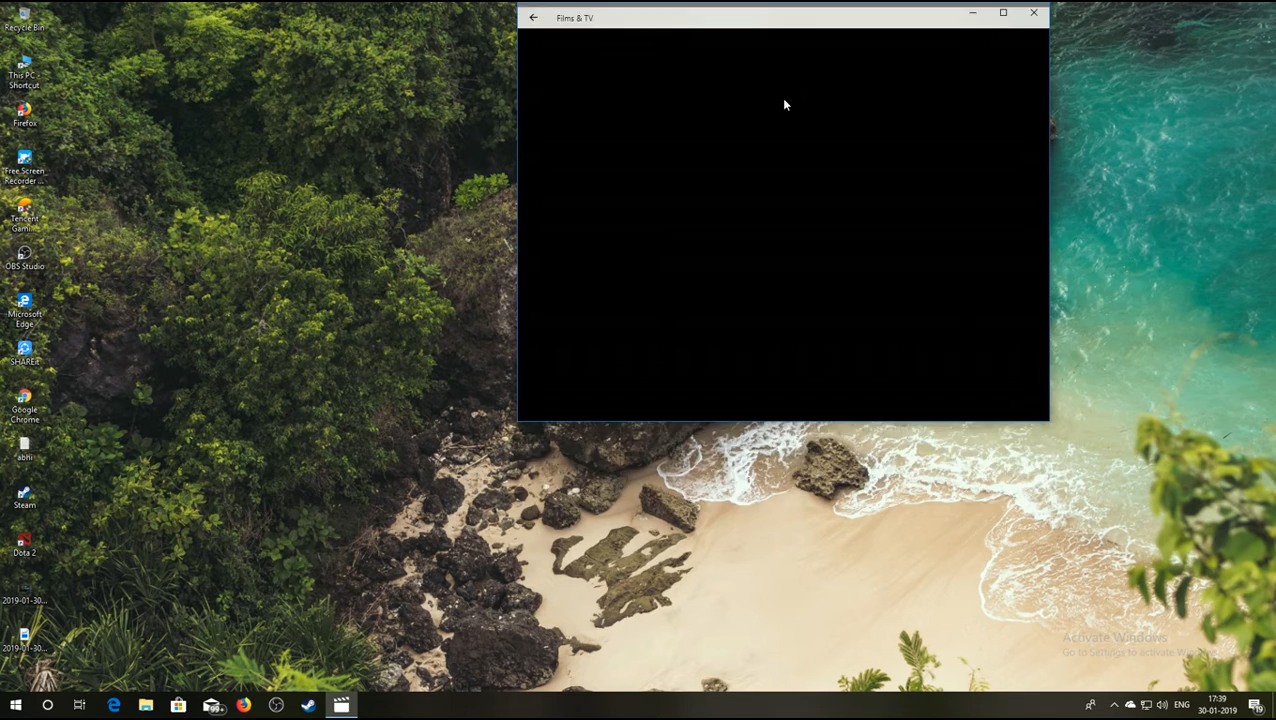 Films & TV
Recycle Bin
This PC -
Shortcut
Firefox
Free Screen
Recorder ...
Tencent
Gami...
OBS Studio
Microsoft
Edge
SHAREit
Google
Chrome
abhi
Steam
Dota 2
2019-01-30...
2019-01-30...
Activate Windows
Go to Settings to activate Windows.
99+
ENG
17:39
30-01-2019
19